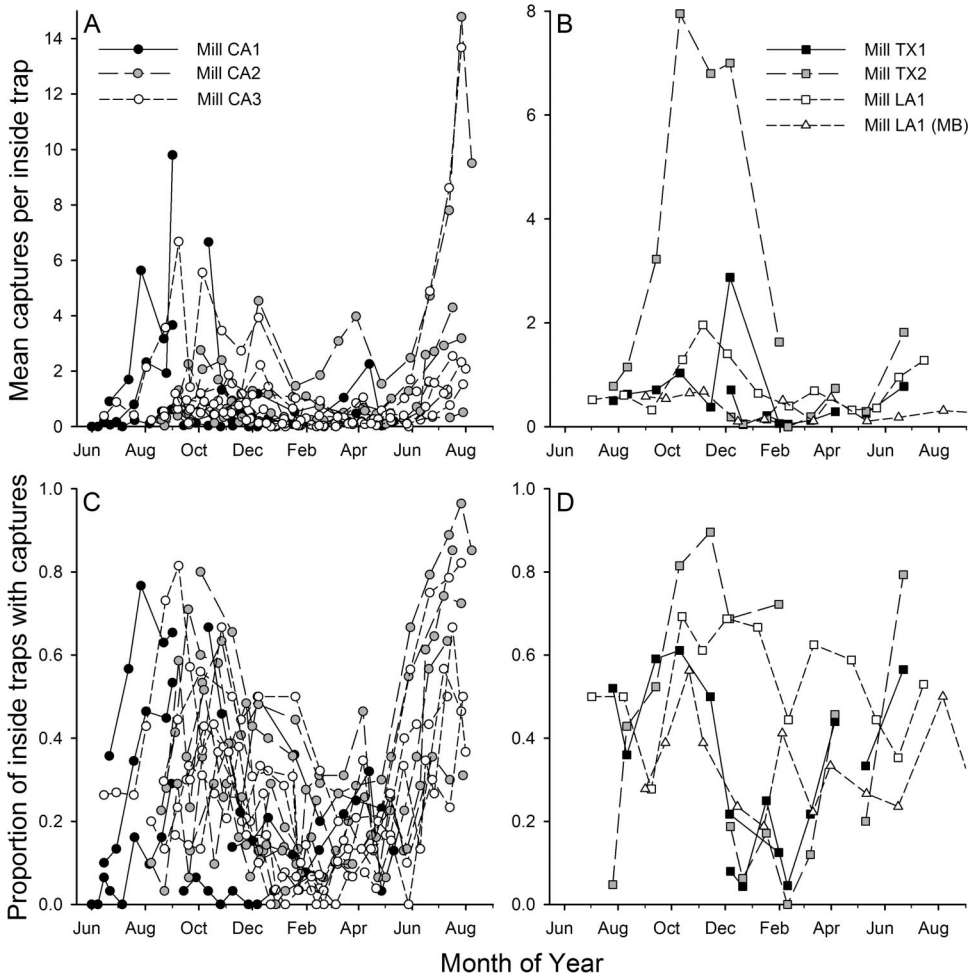 A
Mill CA1
Mill CA2
Mill CA3
Mean captures per inside trap
14
12
10
8
6
4
2
0
Jun Aug Oct Dec Feb Apr Jun Aug
B
Mill TX1
Mill TX2
Mill LA1
Mill LA1 (MB)
8
6
4
2
0
Jun Aug Oct Dec Feb Apr Jun Aug
C
Proportion of inside traps with captures
1.0
0.8
0.6
0.4
0.2
0.0
Jun Aug Oct Dec Feb Apr Jun Aug
D
1.0
0.8
0.6
0.4
0.2
0.0
Jun Aug Oct Dec Feb Apr Jun Aug
Month of Year